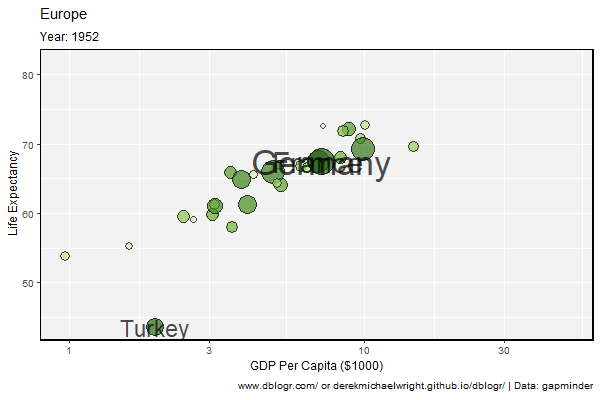 Europe
Year: 1952
80
70
60
50
Life Expectancy
Germany
Turkey
1
3
10
30
GDP Per Capita ($1000)
www.dblogr.com/ or derekmichaelwright.github.io/dblogr/ | Data: gapminder